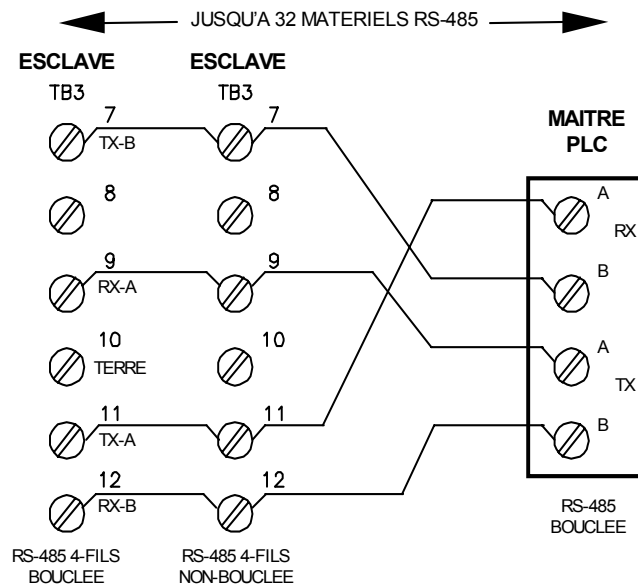 JUSQU'A 32 MATERIELS RS-485
ESCLAVE ESCLAVE
TB3 TB3
MAITRE
PLC
7 7
TX-B
A
8 8
RX
9 9
RX-A
B
10 10
TERRE
A
TX
11 11
TX-A
B
12 12
RX-B
RS-485 4-FILS
BOUCLEE
RS-485 4-FILS
NON-BOUCLEE
RS-485
BOUCLEE